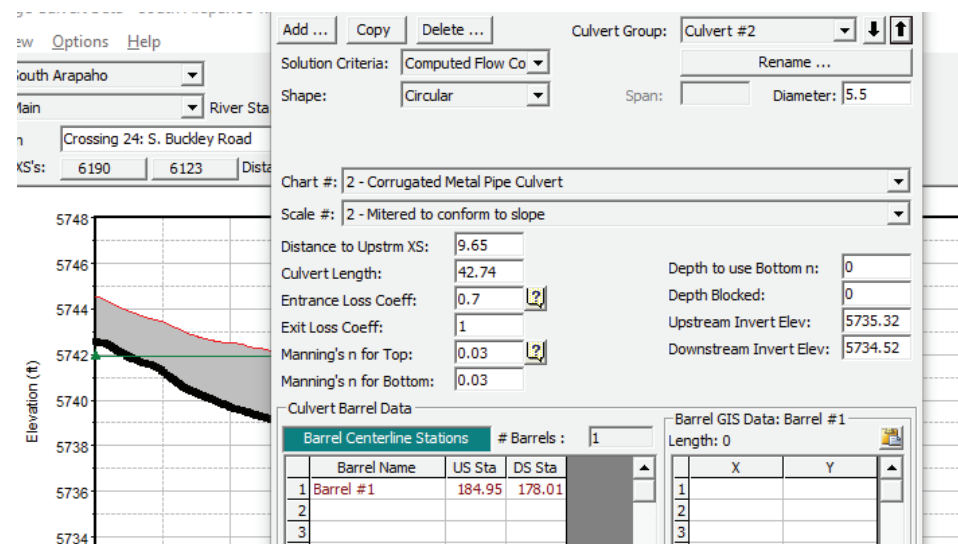 Add ... Copy Delete ... Culvert Group: Culvert #2
ew Options Help
Solution Criteria: Computed Flow Co Rename ...
South Arapaho
Shape: Circular Span: Diameter: 5.5
Main River Sta
Crossing 24: S. Buckley Road
XS's: 6190 6123 Dista
Chart #: 2 - Corrugated Metal Pipe Culvert
Scale #: 2 - Mitered to conform to slope
Distance to Upstrm XS: 9.65
Culvert Length: 42.74 Depth to use Bottom n: 0
Entrance Loss Coeff: 0.7 Depth Blocked: 0
Exit Loss Coeff: 1 Upstream Invert Elev: 5735.32
Manning's n for Top: 0.03 Downstream Invert Elev: 5734.52
Manning's n for Bottom: 0.03
Culvert Barrel Data
Barrel GIS Data: Barrel #1
Barrel Centerline Stations # Barrels : 1 Length: 0
Barrel Name US Sta DS Sta X Y
1 Barrel #1 184.95 178.01 1
2 2
3 3
Elevation (ft)
5748
5746
5744
5742
5740
5738
5736
5734